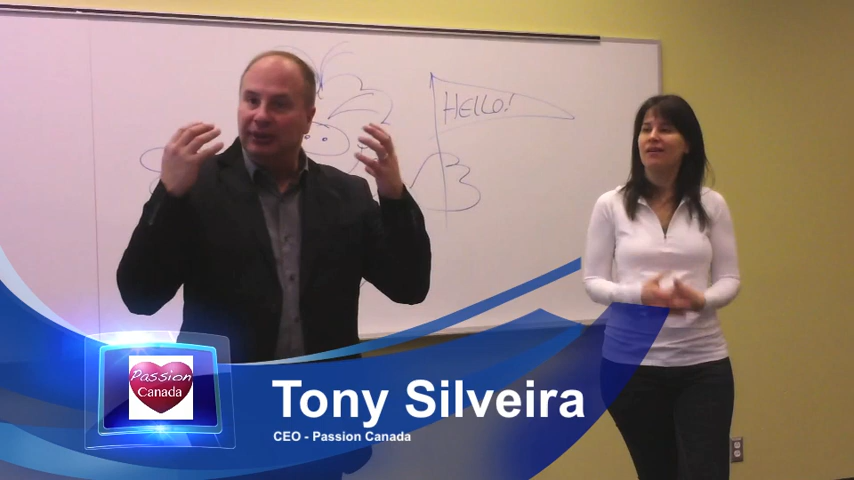 HELLO!
Passion
Canada
Tony Silveira
CEO - Passion Canada